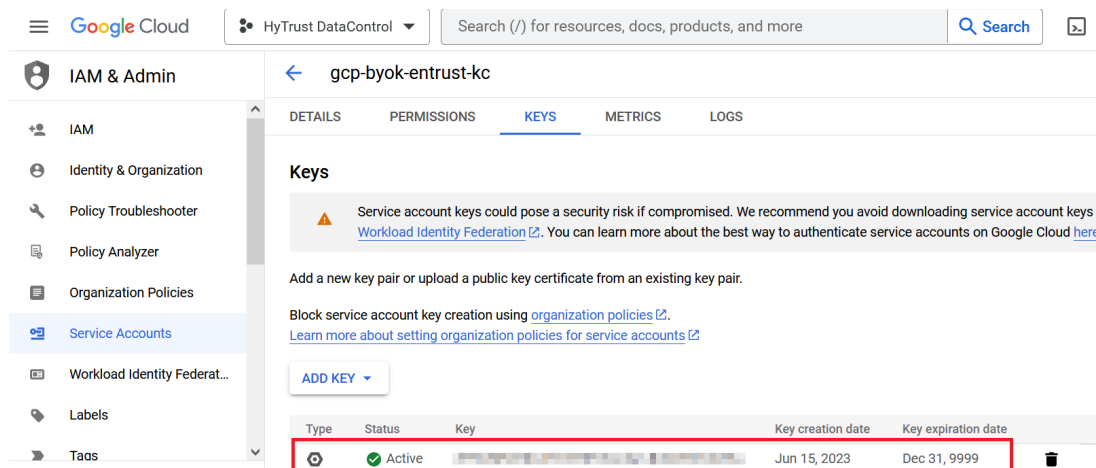 Google Cloud
HyTrust DataControl
Search (/) for resources, docs, products, and more
Search
IAM & Admin
gcp-byok-entrust-kc
DETAILS PERMISSIONS KEYS METRICS LOGS
IAM
Identity & Organization
Policy Troubleshooter
Policy Analyzer
Organization Policies
Service Accounts
Workload Identity Federat...
Labels
Tags
Keys
Service account keys could pose a security risk if compromised. We recommend you avoid downloading service account keys
Workload Identity Federation. You can learn more about the best way to authenticate service accounts on Google Cloud here
Add a new key pair or upload a public key certificate from an existing key pair.
Block service account key creation using organization policies.
Learn more about setting organization policies for service accounts
ADD KEY
Type Status Key Key creation date Key expiration date
Active Jun 15, 2023 Dec 31, 9999